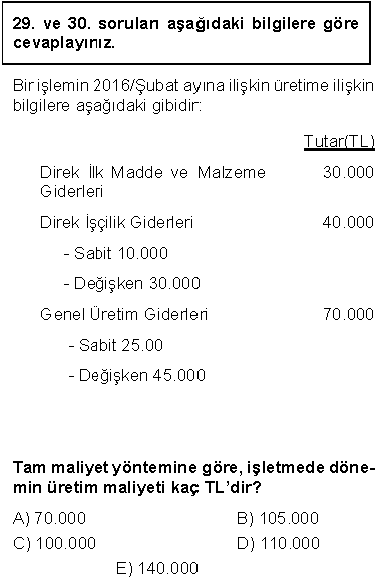 29. ve 30. soruları aşağıdaki bilgilere göre
cevaplayınız.
Bir işlemin 2016/Şubat ayına ilişkin üretime ilişkin
bilgilere aşağıdaki gibidir:
Tutar(TL)
Direk İlk Madde ve Malzeme 30.000
Giderleri
Direk İşçilik Giderleri 40.000
- Sabit 10.000
- Değişken 30.000
Genel Üretim Giderleri 70.000
- Sabit 25.00
- Değişken 45.000
Tam maliyet yöntemine göre, işletmede döne-
min üretim maliyeti kaç TL'dir?
A) 70.000 B) 105.000
C) 100.000 D) 110.000
E) 140.000